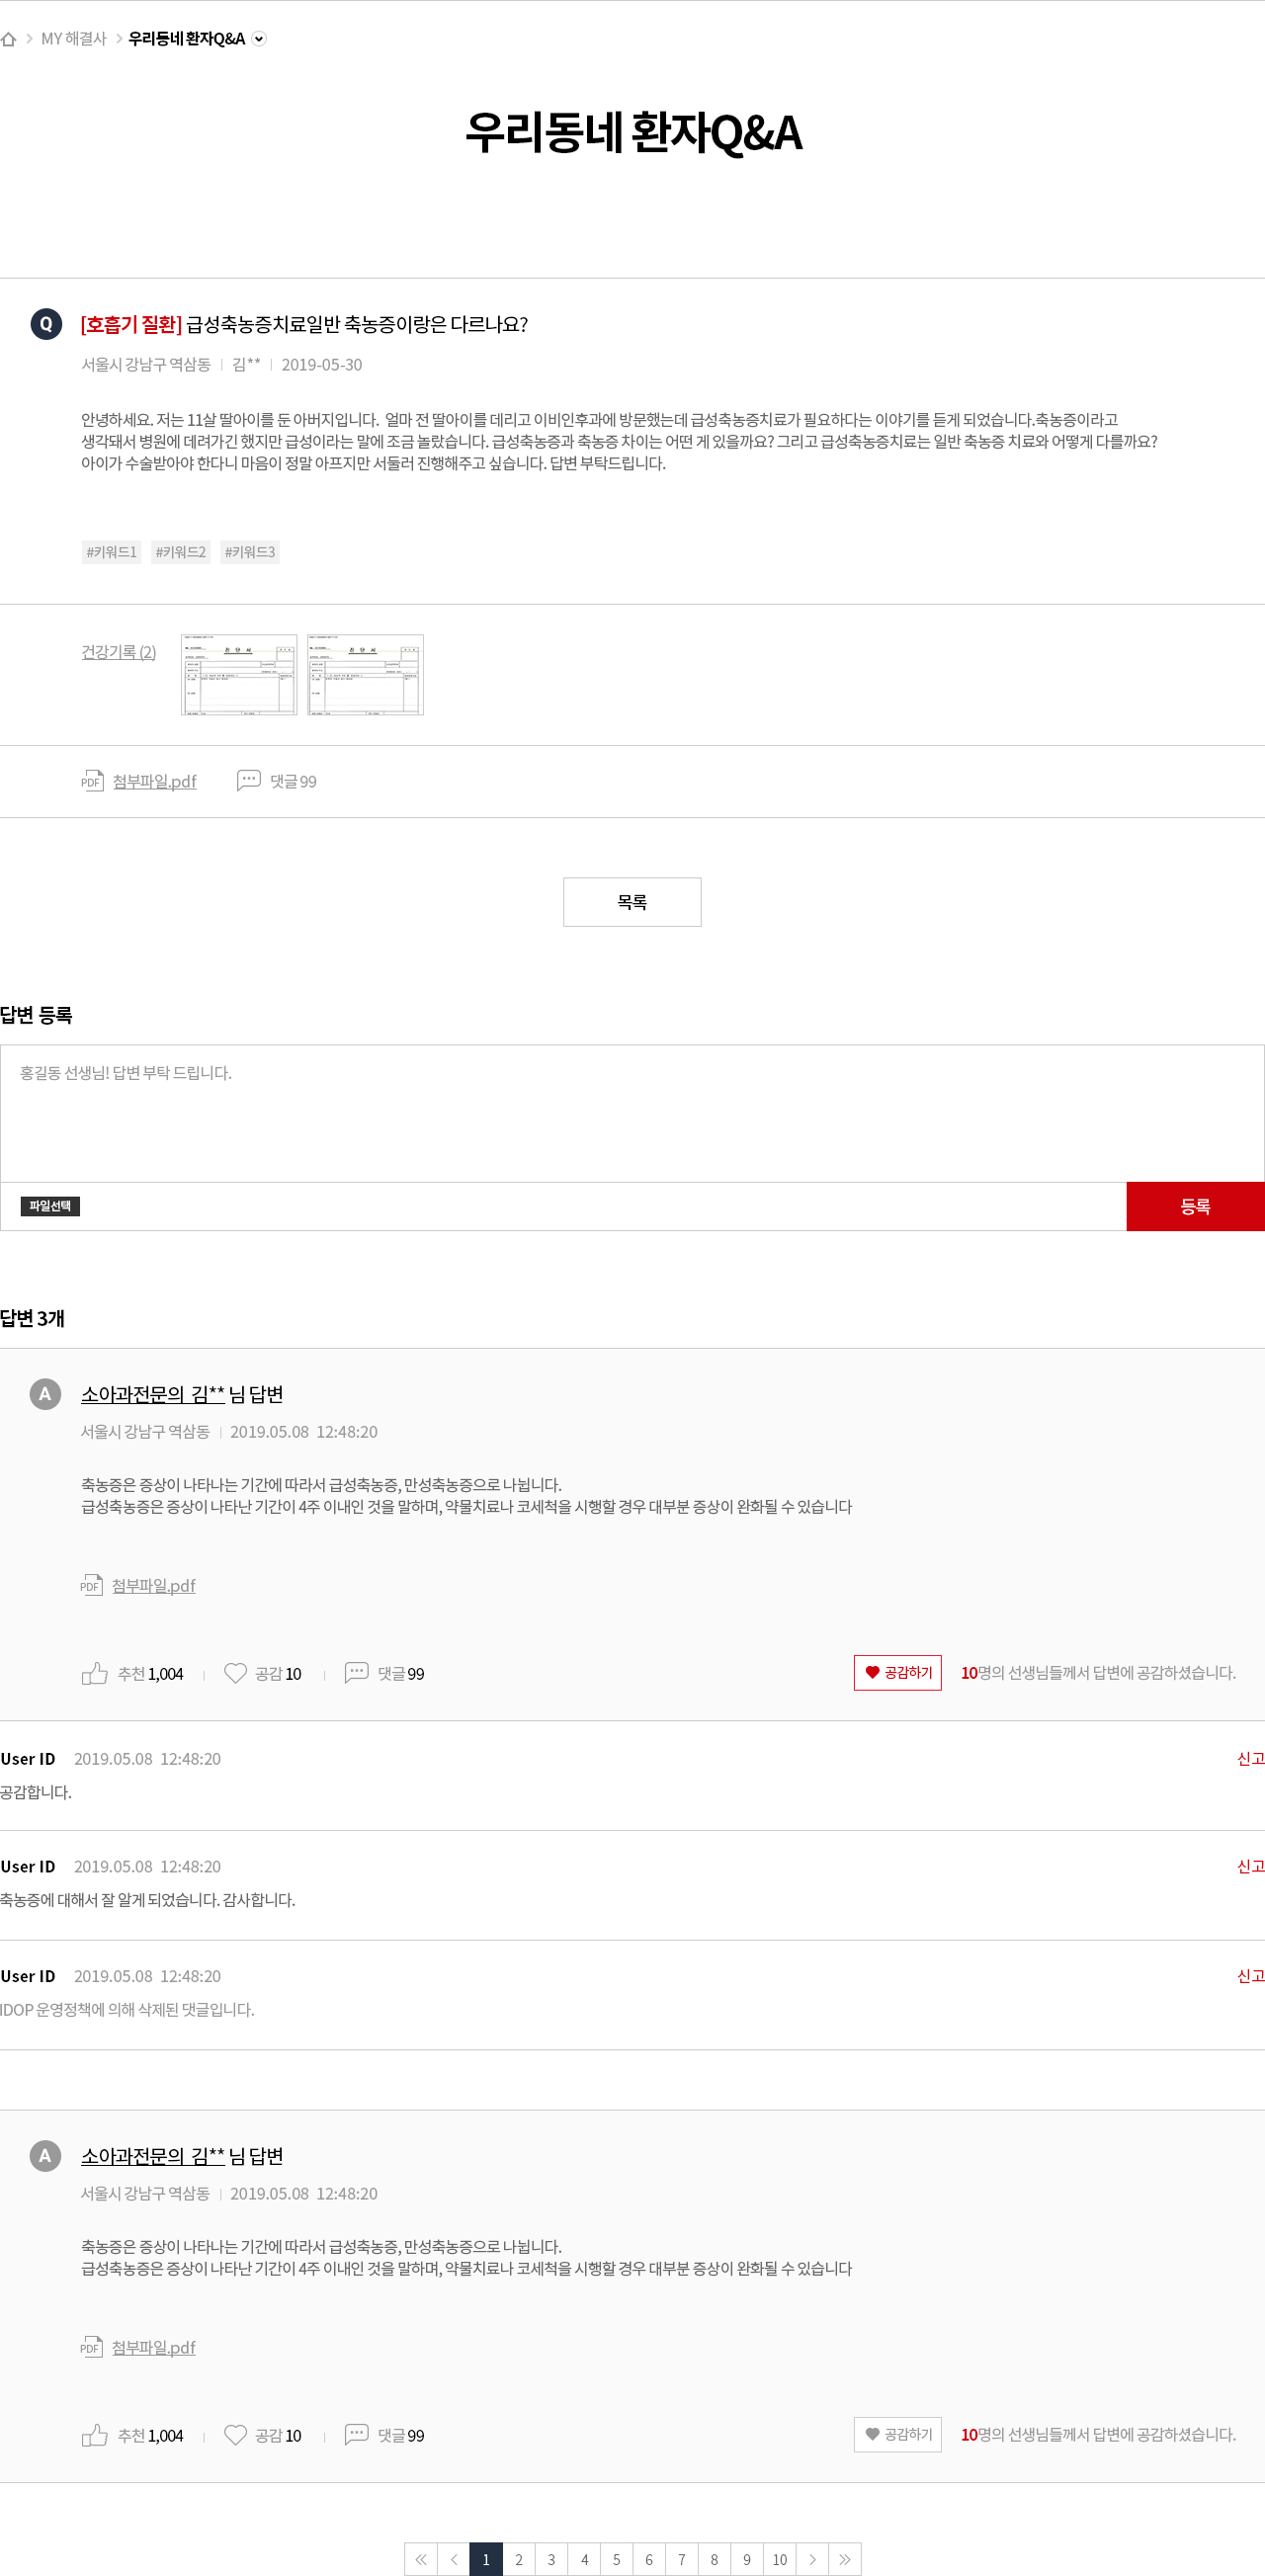 MY 해결사 우리동네 환자Q&A
우리동네 환자Q&A
Q [호흡기 질환] 급성축농증치료일반 축농증이랑은 다르나요?
서울시 강남구 역삼동 김** 2019-05-30
안녕하세요. 저는 11살 딸아이를 둔 아버지입니다. 얼마 전 딸아이를 데리고 이비인후과에 방문했는데 급성축농증치료가 필요하다는 이야기를 듣게 되었습니다.축농증이라고
생각돼서 병원에 데려가긴 했지만 급성이라는 말에 조금 놀랐습니다. 급성축농증과 축농증 차이는 어떤 게 있을까요? 그리고 급성축농증치료는 일반 축농증 치료와 어떻게 다를까요?
아이가 수술받아야 한다니 마음이 정말 아프지만 서둘러 진행해주고 싶습니다. 답변 부탁드립니다.
#키워드1 #키워드2 #키워드3
건강기록 (2)
진 단 서 진 단 서
PDF 첨부파일.pdf 댓글 99
목록
답변 등록
홍길동 선생님! 답변 부탁 드립니다.
파일선택 등록
답변 3개
A 소아과전문의 김** 님 답변
서울시 강남구 역삼동 2019.05.08 12:48:20
축농증은 증상이 나타나는 기간에 따라서 급성축농증, 만성축농증으로 나뉩니다.
급성축농증은 증상이 나타난 기간이 4주 이내인 것을 말하며, 약물치료나 코세척을 시행할 경우 대부분 증상이 완화될 수 있습니다
PDF 첨부파일.pdf
추천 1,004 공감 10 댓글 99 공감하기 10명의 선생님들께서 답변에 공감하셨습니다.
User ID 2019.05.08 12:48:20 신고
공감합니다.
User ID 2019.05.08 12:48:20 신고
축농증에 대해서 잘 알게 되었습니다. 감사합니다.
User ID 2019.05.08 12:48:20 신고
IDOP 운영정책에 의해 삭제된 댓글입니다.
A 소아과전문의 김** 님 답변
서울시 강남구 역삼동 2019.05.08 12:48:20
축농증은 증상이 나타나는 기간에 따라서 급성축농증, 만성축농증으로 나뉩니다.
급성축농증은 증상이 나타난 기간이 4주 이내인 것을 말하며, 약물치료나 코세척을 시행할 경우 대부분 증상이 완화될 수 있습니다
PDF 첨부파일.pdf
추천 1,004 공감 10 댓글 99 공감하기 10명의 선생님들께서 답변에 공감하셨습니다.
1 2 3 4 5 6 7 8 9 10